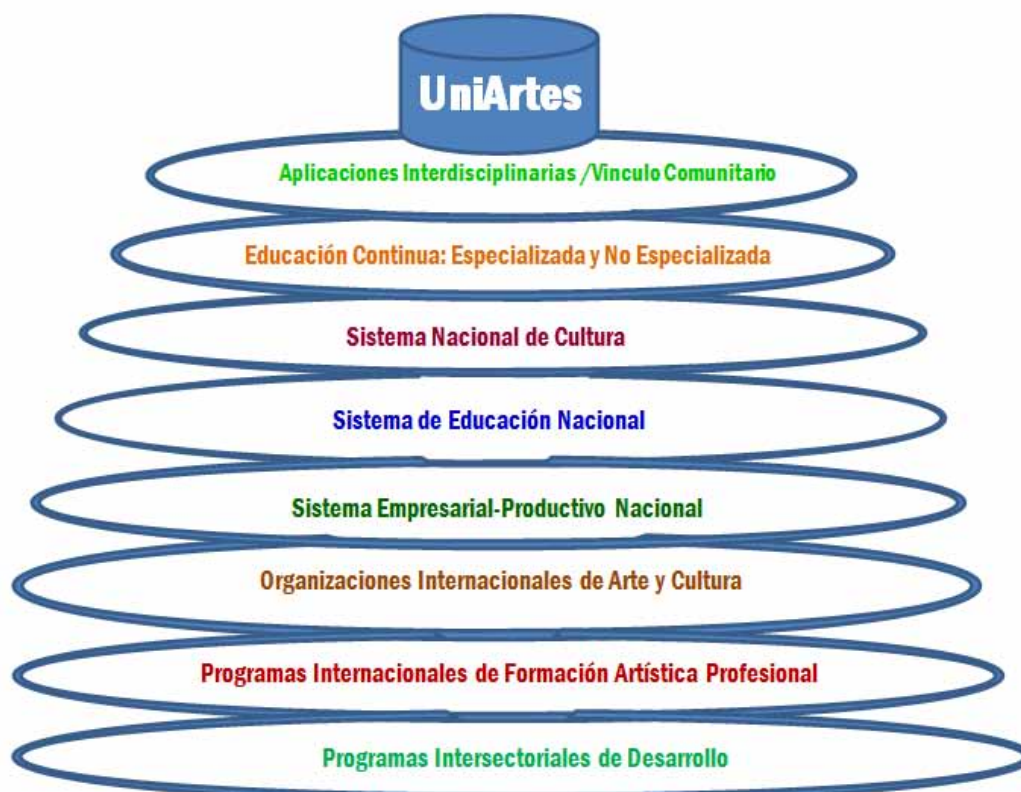 UniArtes
Aplicaciones Interdisciplinarias /Vinculo Comunitario
Educación Continua: Especializada y No Especializada
Sistema Nacional de Cultura
Sistema de Educación Nacional
Sistema Empresarial-Productivo Nacional
Organizaciones Internacionales de Arte y Cultura
Programas Internacionales de Formación Artística Profesional
Programas Intersectoriales de Desarrollo